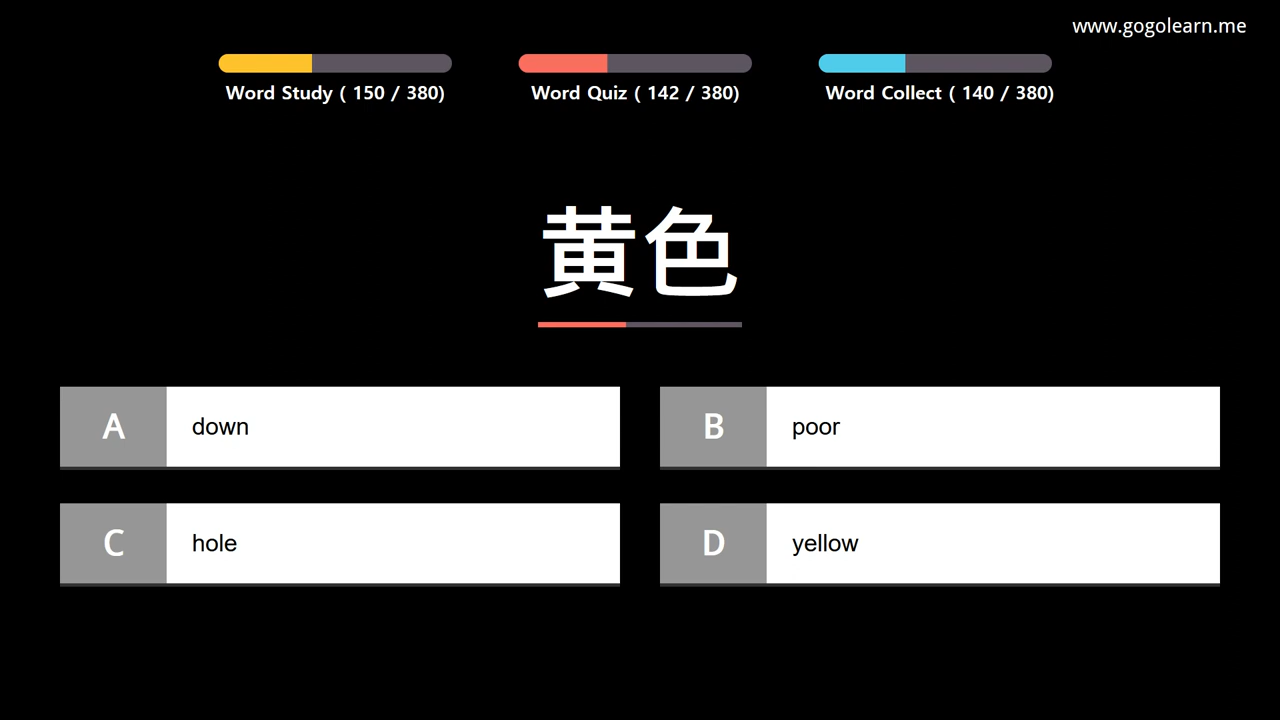 www.gogolearn.me
Word Study ( 150 / 380)
Word Quiz ( 142 / 380)
Word Collect ( 140 / 380)
黄色
A down
B poor
C hole
D yellow